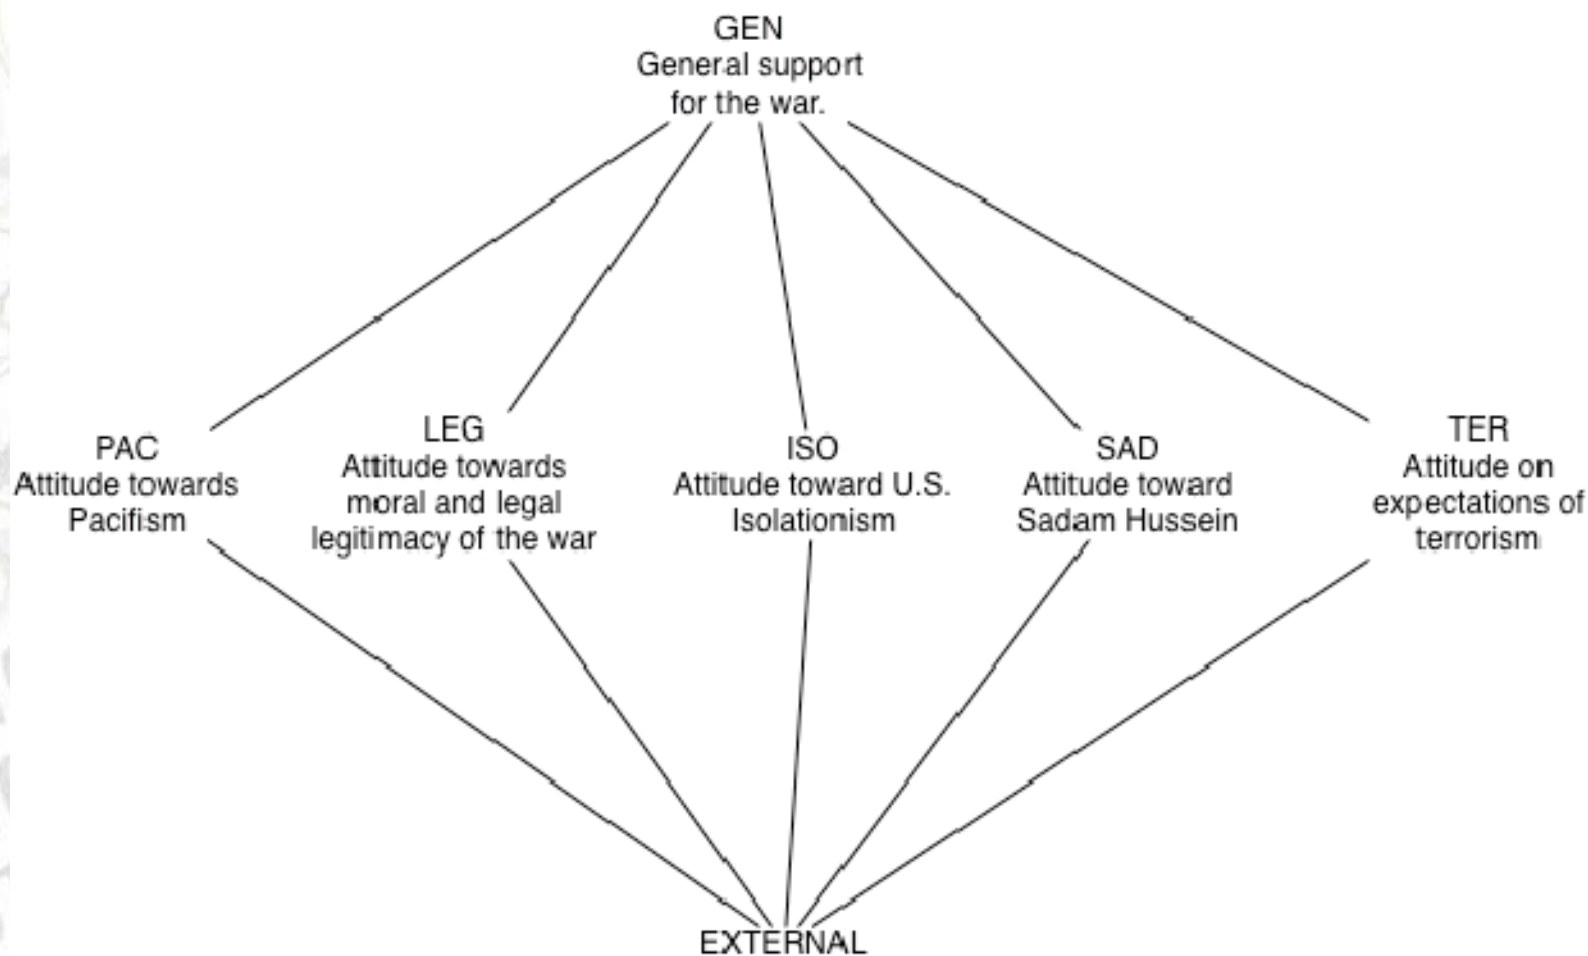 GEN
General support
for the war.
PAC
Attitude towards
Pacifism
LEG
Attitude towards
moral and legal
legitimacy of the war
ISO
Attitude toward U.S.
Isolationism
SAD
Attitude toward
Sadam Hussein
TER
Attitude on
expectations of
terrorism
EXTERNAL